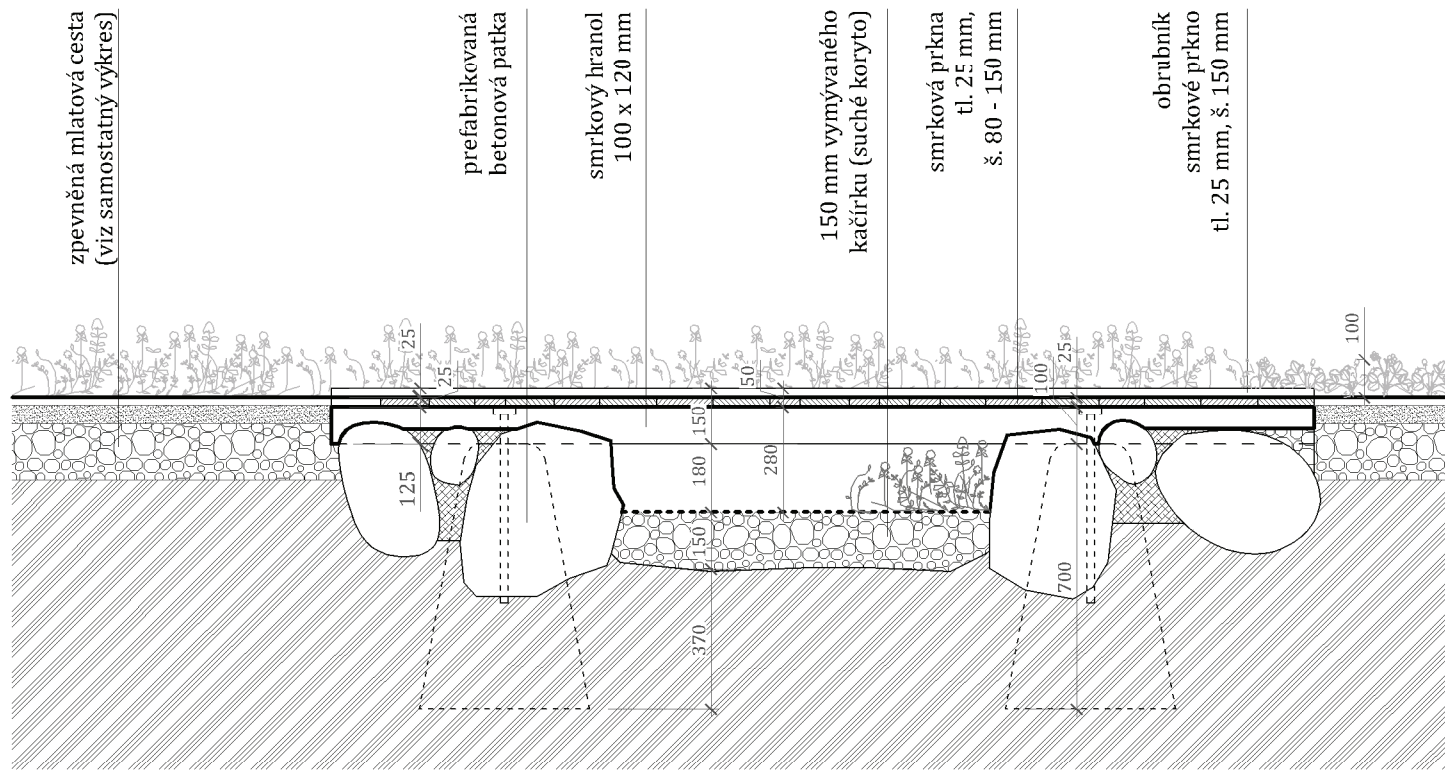 zpevněná mlatová cesta
(viz samostatný výkres)
prefabrikovaná
betonová patka
smrkový hranol
100 x 120 mm
150 mm vymývaného
kačírku (suché koryto)
smrková prkna
tl. 25 mm,
š. 80 - 150 mm
obrubník
smrkové prkno
tl. 25 mm, š. 150 mm
25
25
50
25
100
100
150
125
180
280
150
370
700